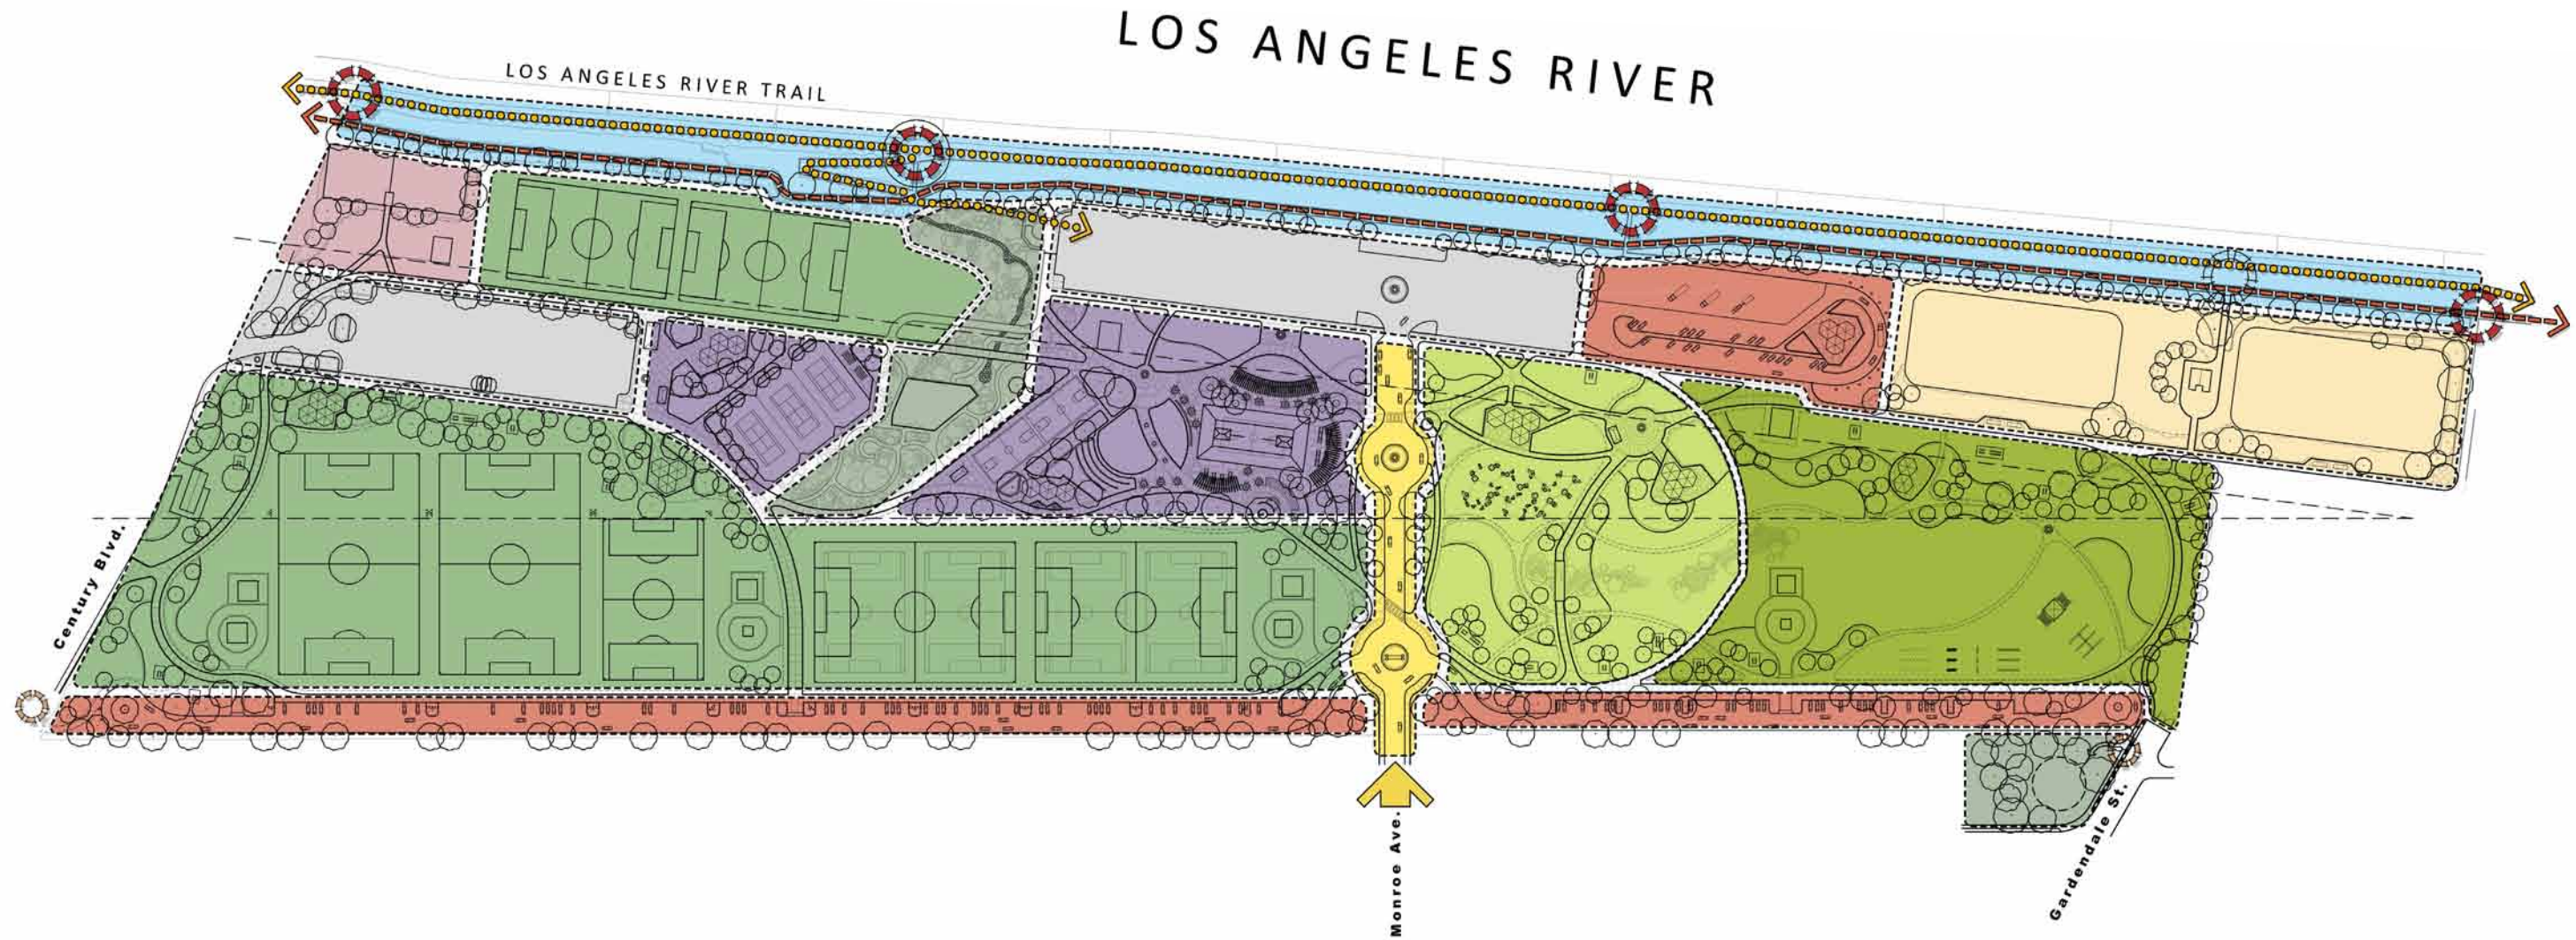 LOS ANGELES RIVER
LOS ANGELES RIVER TRAIL
Century Blvd.
Monroe Ave.
Gardendale St.